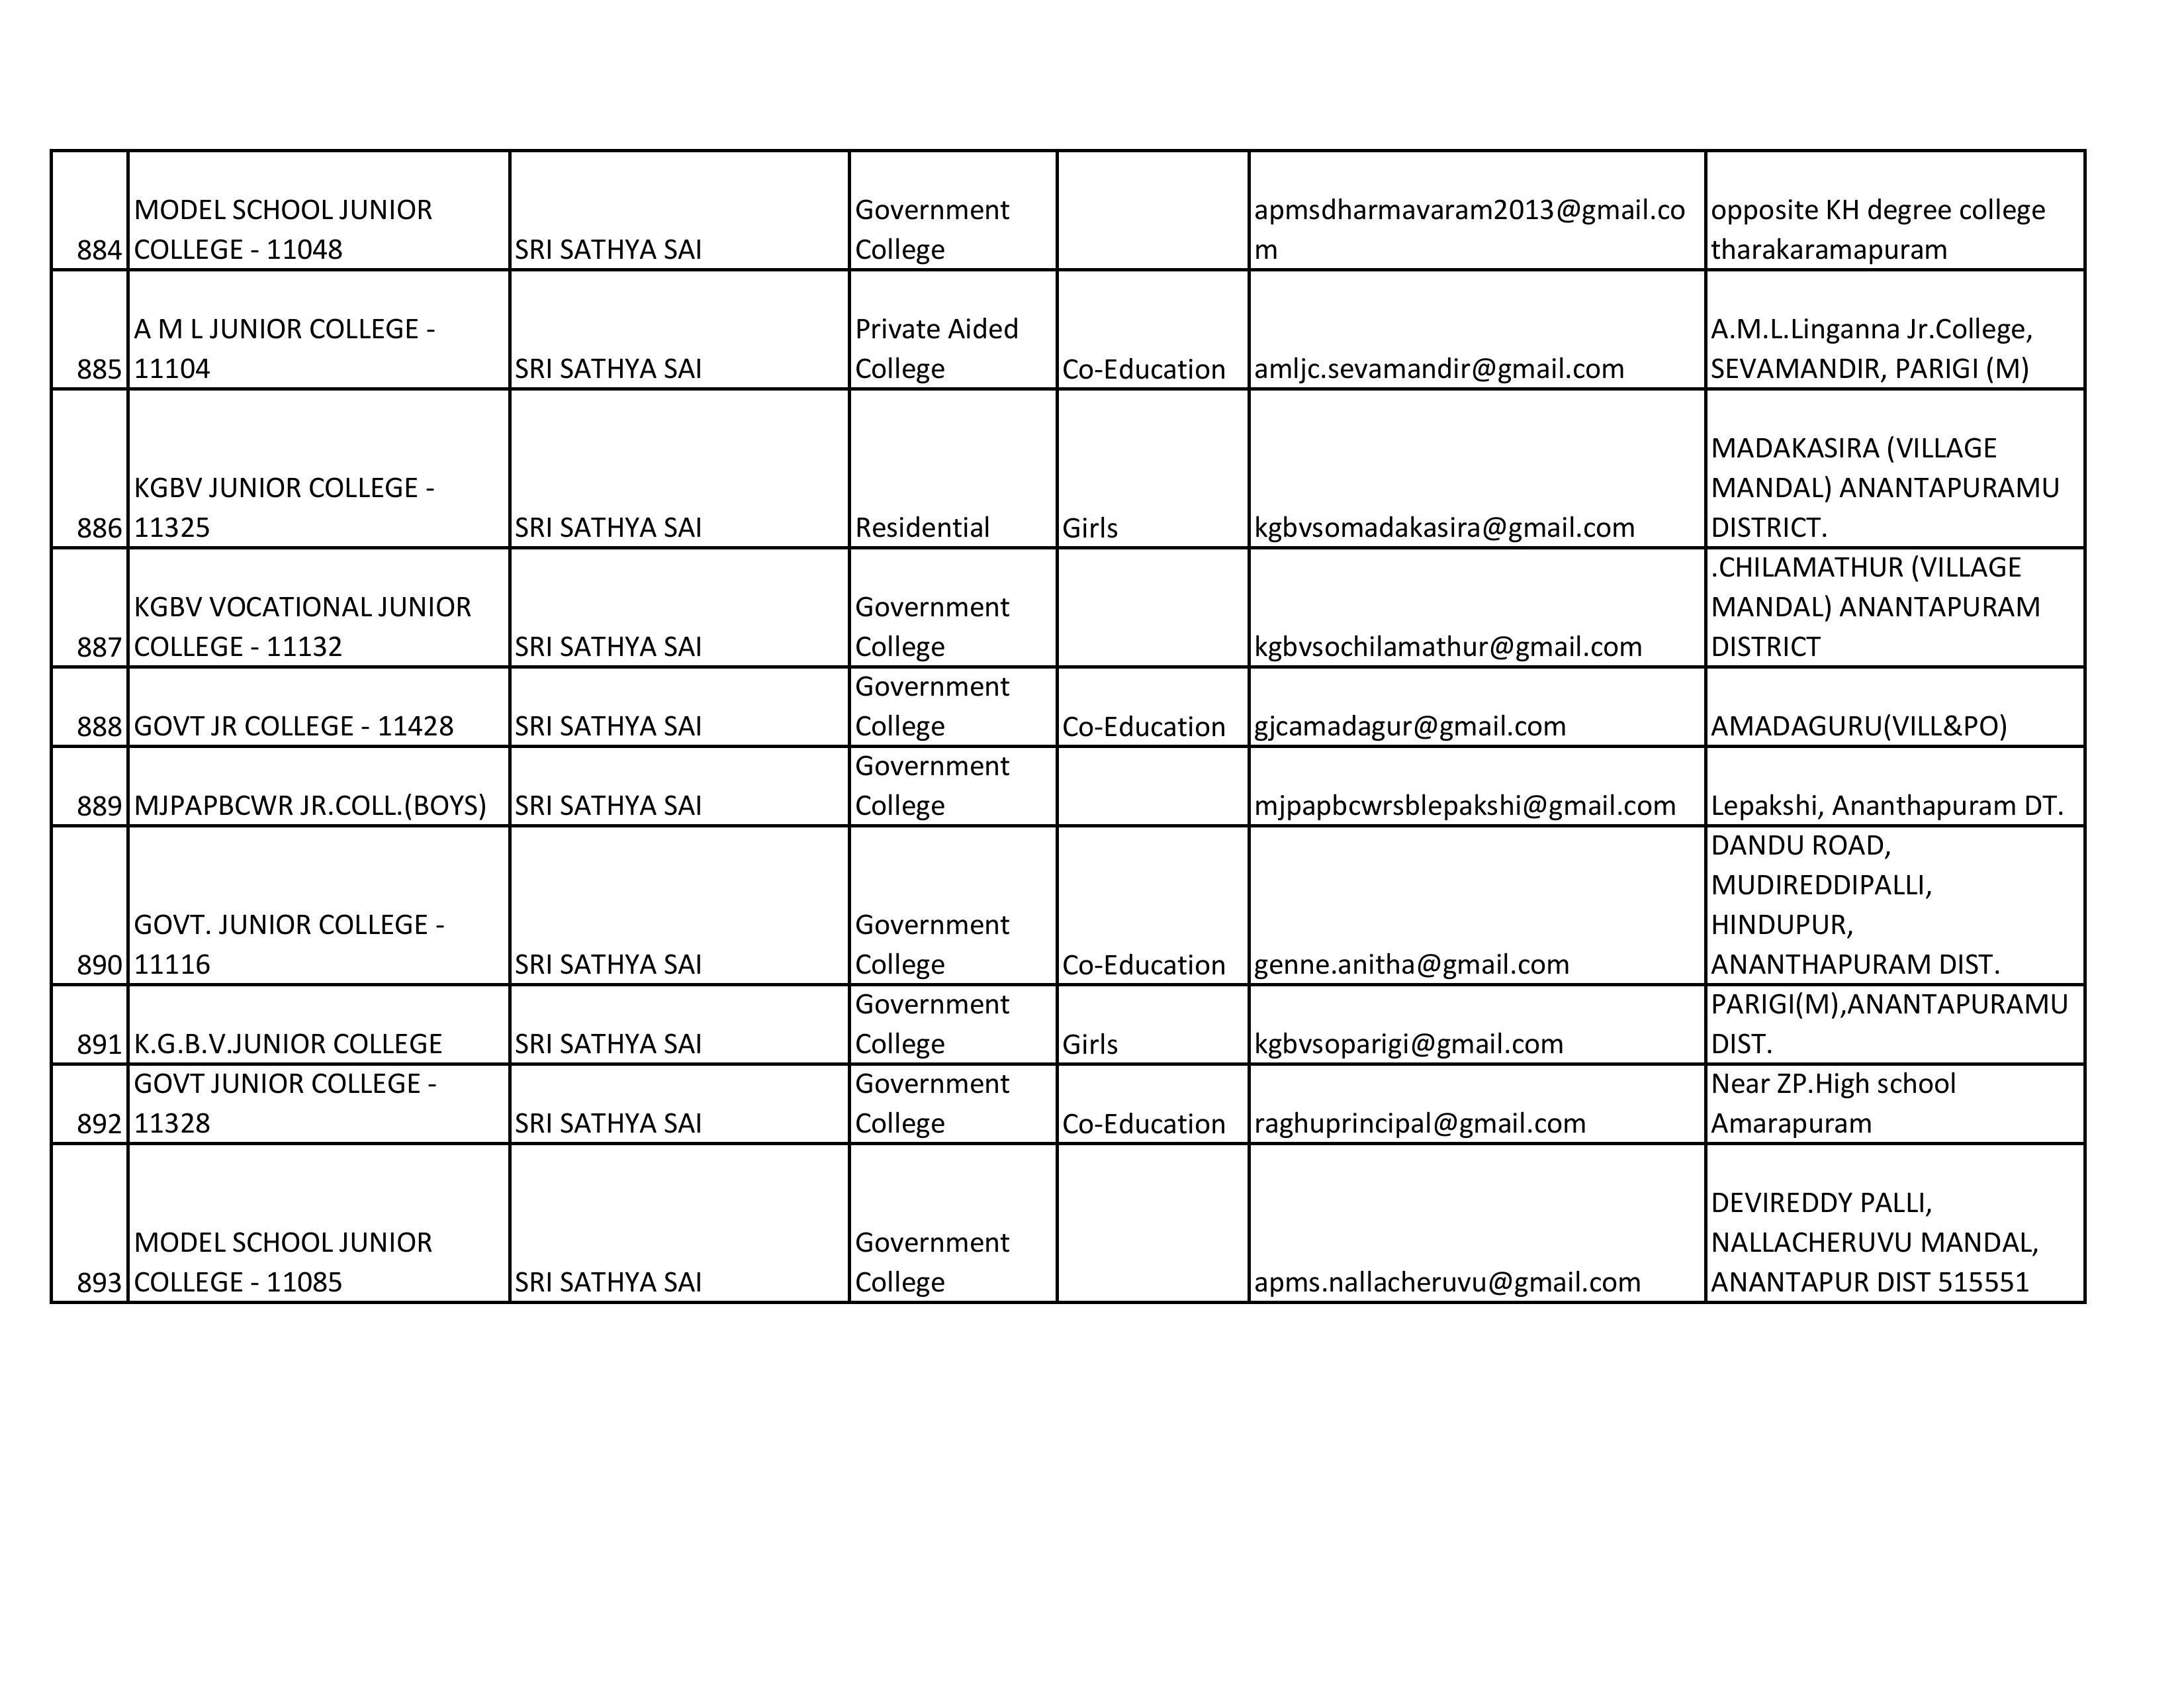 MODEL SCHOOL JUNIOR Government apmsdharmavaram2013@gmail.co opposite KH degree college
884 COLLEGE - 11048 SRI SATHYA SAI College m tharakaramapuram
A M L JUNIOR COLLEGE - Private Aided A.M.L.Linganna Jr.College,
885 11104 SRI SATHYA SAI College Co-Education amljc.sevamandir@gmail.com SEVAMANDIR, PARIGI (M)
MADAKASIRA (VILLAGE
KGBV JUNIOR COLLEGE - MANDAL) ANANTAPURAMU
886 11325 SRI SATHYA SAI Residential Girls kgbvsomadakasira@gmail.com DISTRICT.
.CHILAMATHUR (VILLAGE
KGBV VOCATIONAL JUNIOR Government MANDAL) ANANTAPURAM
887 COLLEGE - 11132 SRI SATHYA SAI College kgbvsochilamathur@gmail.com DISTRICT
Government
888 GOVT JR COLLEGE - 11428 SRI SATHYA SAI College Co-Education gjcamadagur@gmail.com AMADAGURU(VILL&PO)
Government
889 MJPAPBCWR JR.COLL.(BOYS) SRI SATHYA SAI College mjpapbcwrsblepakshi@gmail.com Lepakshi, Ananthapuram DT.
DANDU ROAD,
MUDIREDDIPALLI,
GOVT. JUNIOR COLLEGE - Government HINDUPUR,
890 11116 SRI SATHYA SAI College Co-Education genne.anitha@gmail.com ANANTHAPURAM DIST.
Government PARIGI(M),ANANTAPURAMU
891 K.G.B.V.JUNIOR COLLEGE SRI SATHYA SAI College Girls kgbvsoparigi@gmail.com DIST.
GOVT JUNIOR COLLEGE - Government Near ZP.High school
892 11328 SRI SATHYA SAI College Co-Education raghuprincipal@gmail.com Amarapuram
DEVIREDDY PALLI,
MODEL SCHOOL JUNIOR Government NALLACHERUVU MANDAL,
893 COLLEGE - 11085 SRI SATHYA SAI College apms.nallacheruvu@gmail.com ANANTAPUR DIST 515551